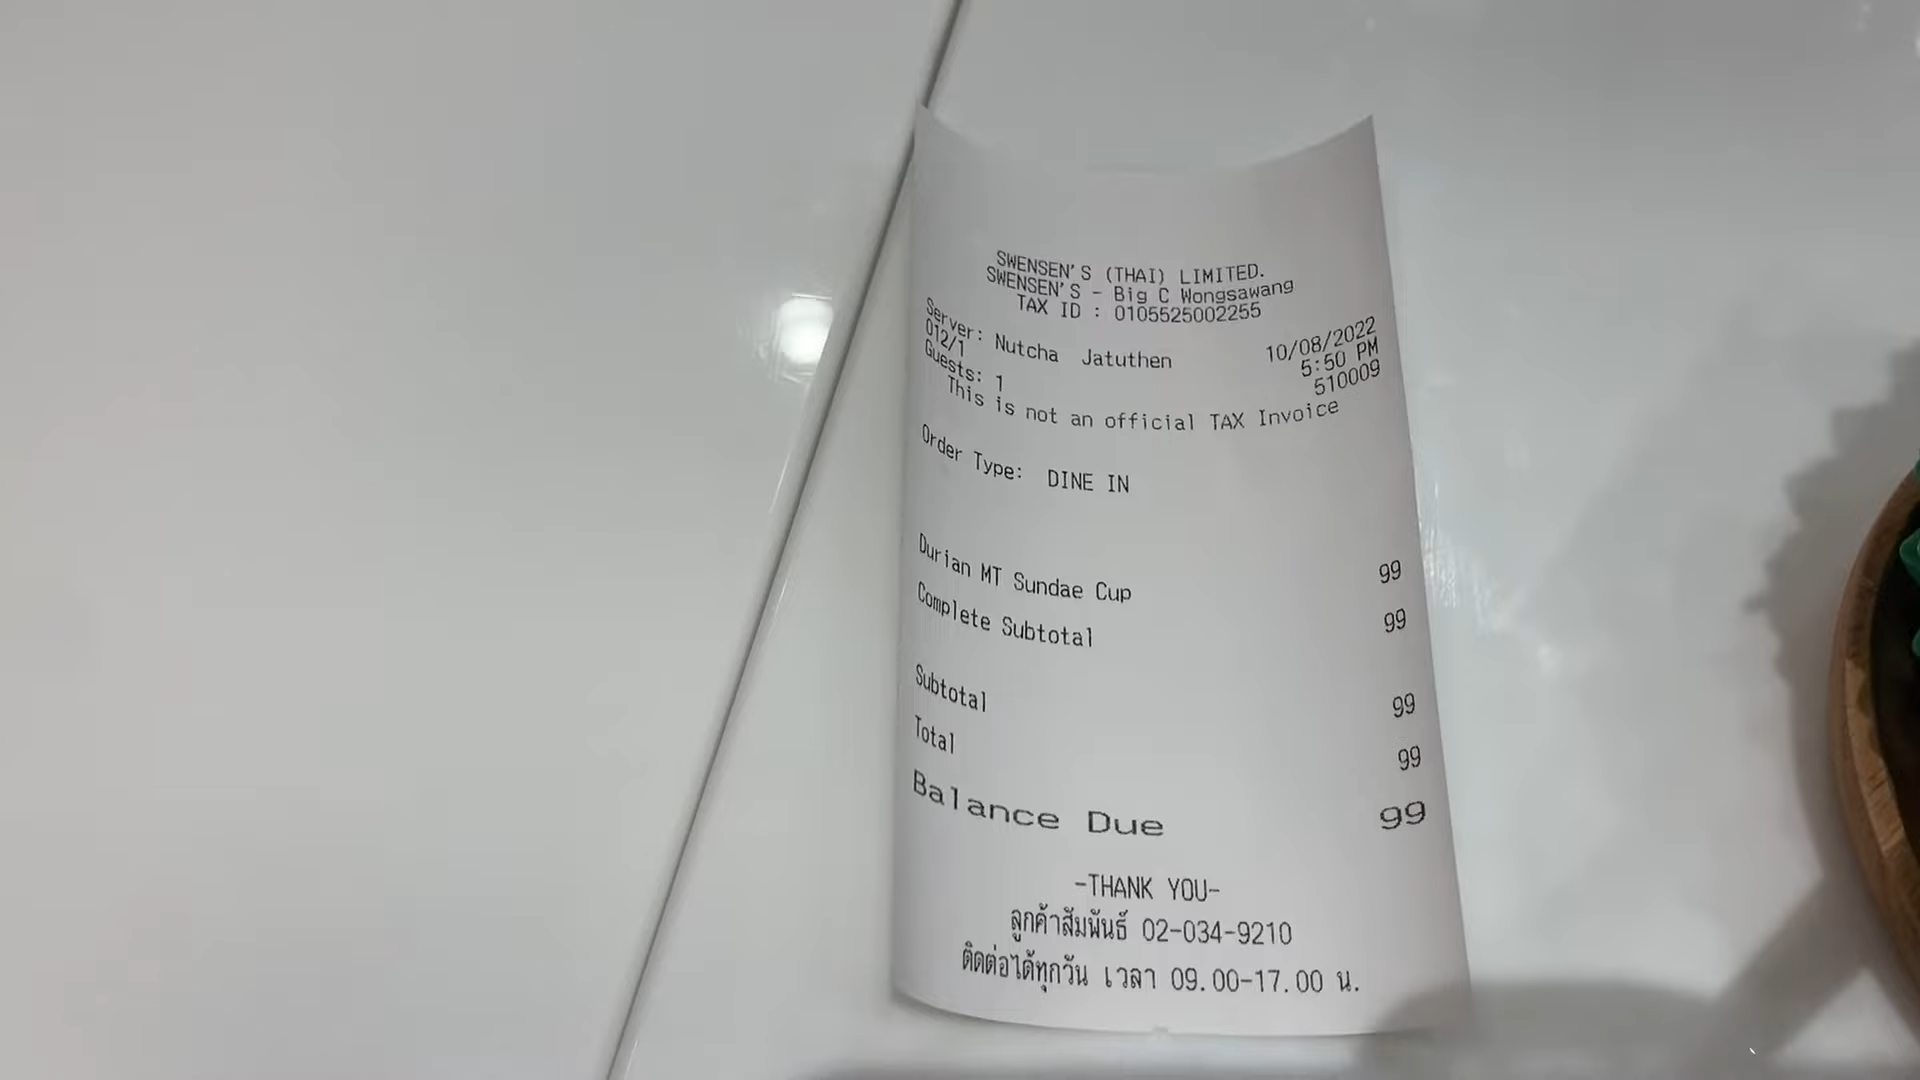 SWENSEN'S (THAI) LIMITED.
SWENSEN'S - Big C Wongsawang
TAX ID : 0105525002255
Server: Nutcha Jatuthen 10/08/2022
012/1 5:50 PM
Guests: 1 510009
This is not an official TAX Invoice
Order Type: DINE IN
Durian MT Sundae Cup 99
Complete Subtotal 99
Subtotal 99
Total 99
Balance Due 99
-THANK YOU-
ลูกค้าสัมพันธ์ 02-034-9210
ติดต่อได้ทุกวัน เวลา 09.00-17.00 น.